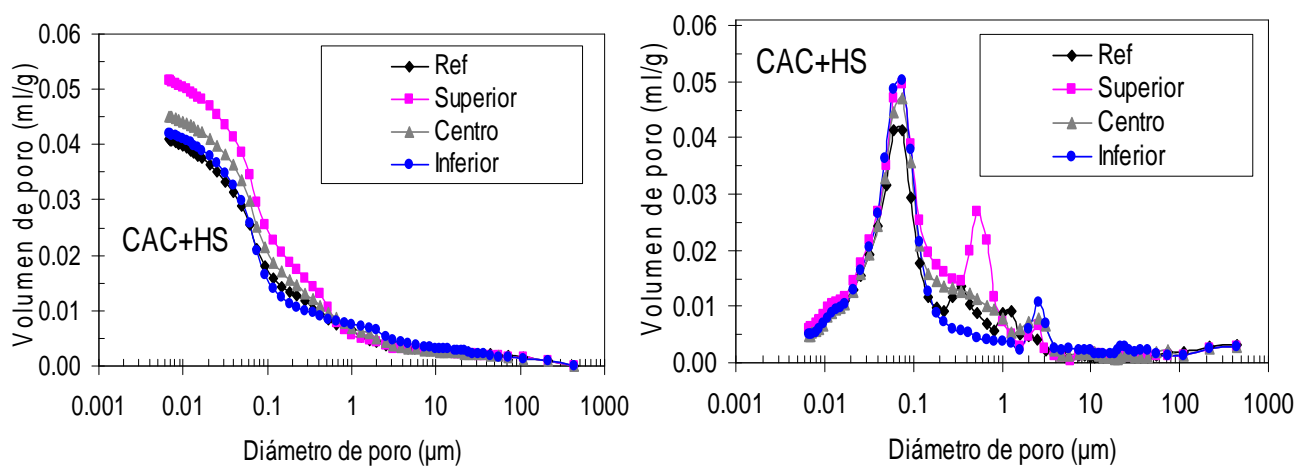 Volumen de poro (ml/g)
0.06
0.05
0.04
0.03
0.02
0.01
0.00
Ref
Superior
Centro
Inferior
CAC+HS
0.001
0.01
0.1
1
10
100
1000
Diámetro de poro (µm)
Volumen de poro (ml/g)
0.06
0.05
0.04
0.03
0.02
0.01
0.00
CAC+HS
Ref
Superior
Centro
Inferior
0.001
0.01
0.1
1
10
100
1000
Diámetro de poro (µm)